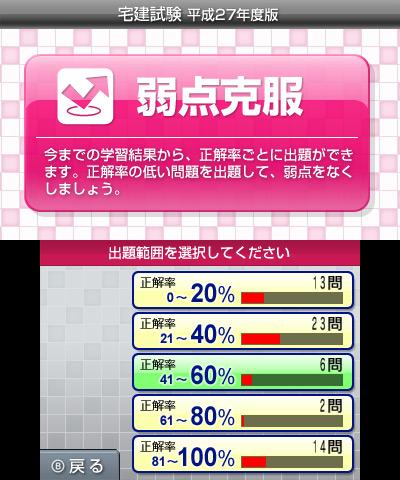 宅建試験 平成27年度版
弱点克服
今までの学習結果から、正解率ごとに出題ができ
ます。正解率の低い問題を出題して、弱点をなく
しましょう。
出題範囲を選択してください
正解率 13問
0～20%
正解率 23問
21～40%
正解率 6問
41～60%
正解率 2問
61～80%
正解率 14問
81～100%
Ⓑ戻る